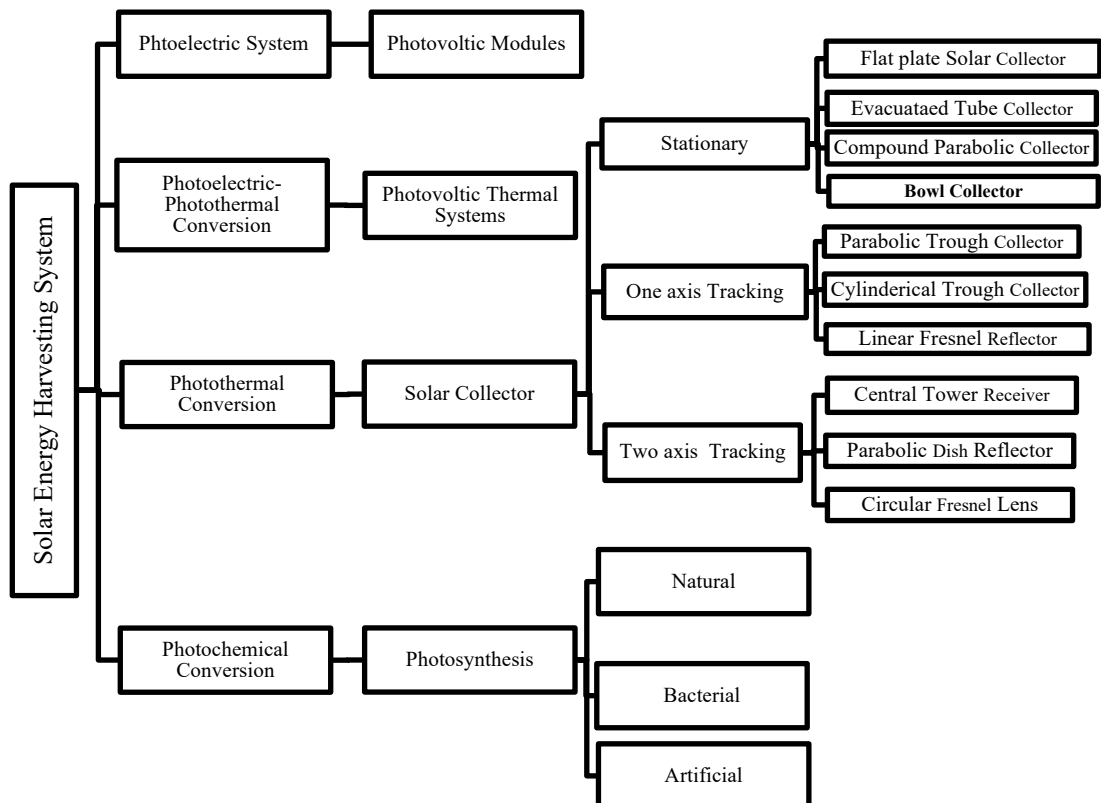 Solar Energy Harvesting System
Phtoelectric System
Photovoltic Modules
Photoelectric-
Photothermal
Conversion
Photovoltic Thermal
Systems
Photothermal
Conversion
Solar Collector
Stationary
Flat plate Solar Collector
Evacuataed Tube Collector
Compound Parabolic Collector
Bowl Collector
One axis Tracking
Parabolic Trough Collector
Cylinderical Trough Collector
Linear Fresnel Reflector
Two axis  Tracking
Central Tower Receiver
Parabolic Dish Reflector
Circular Fresnel Lens
Photochemical
Conversion
Photosynthesis
Natural
Bacterial
Artificial